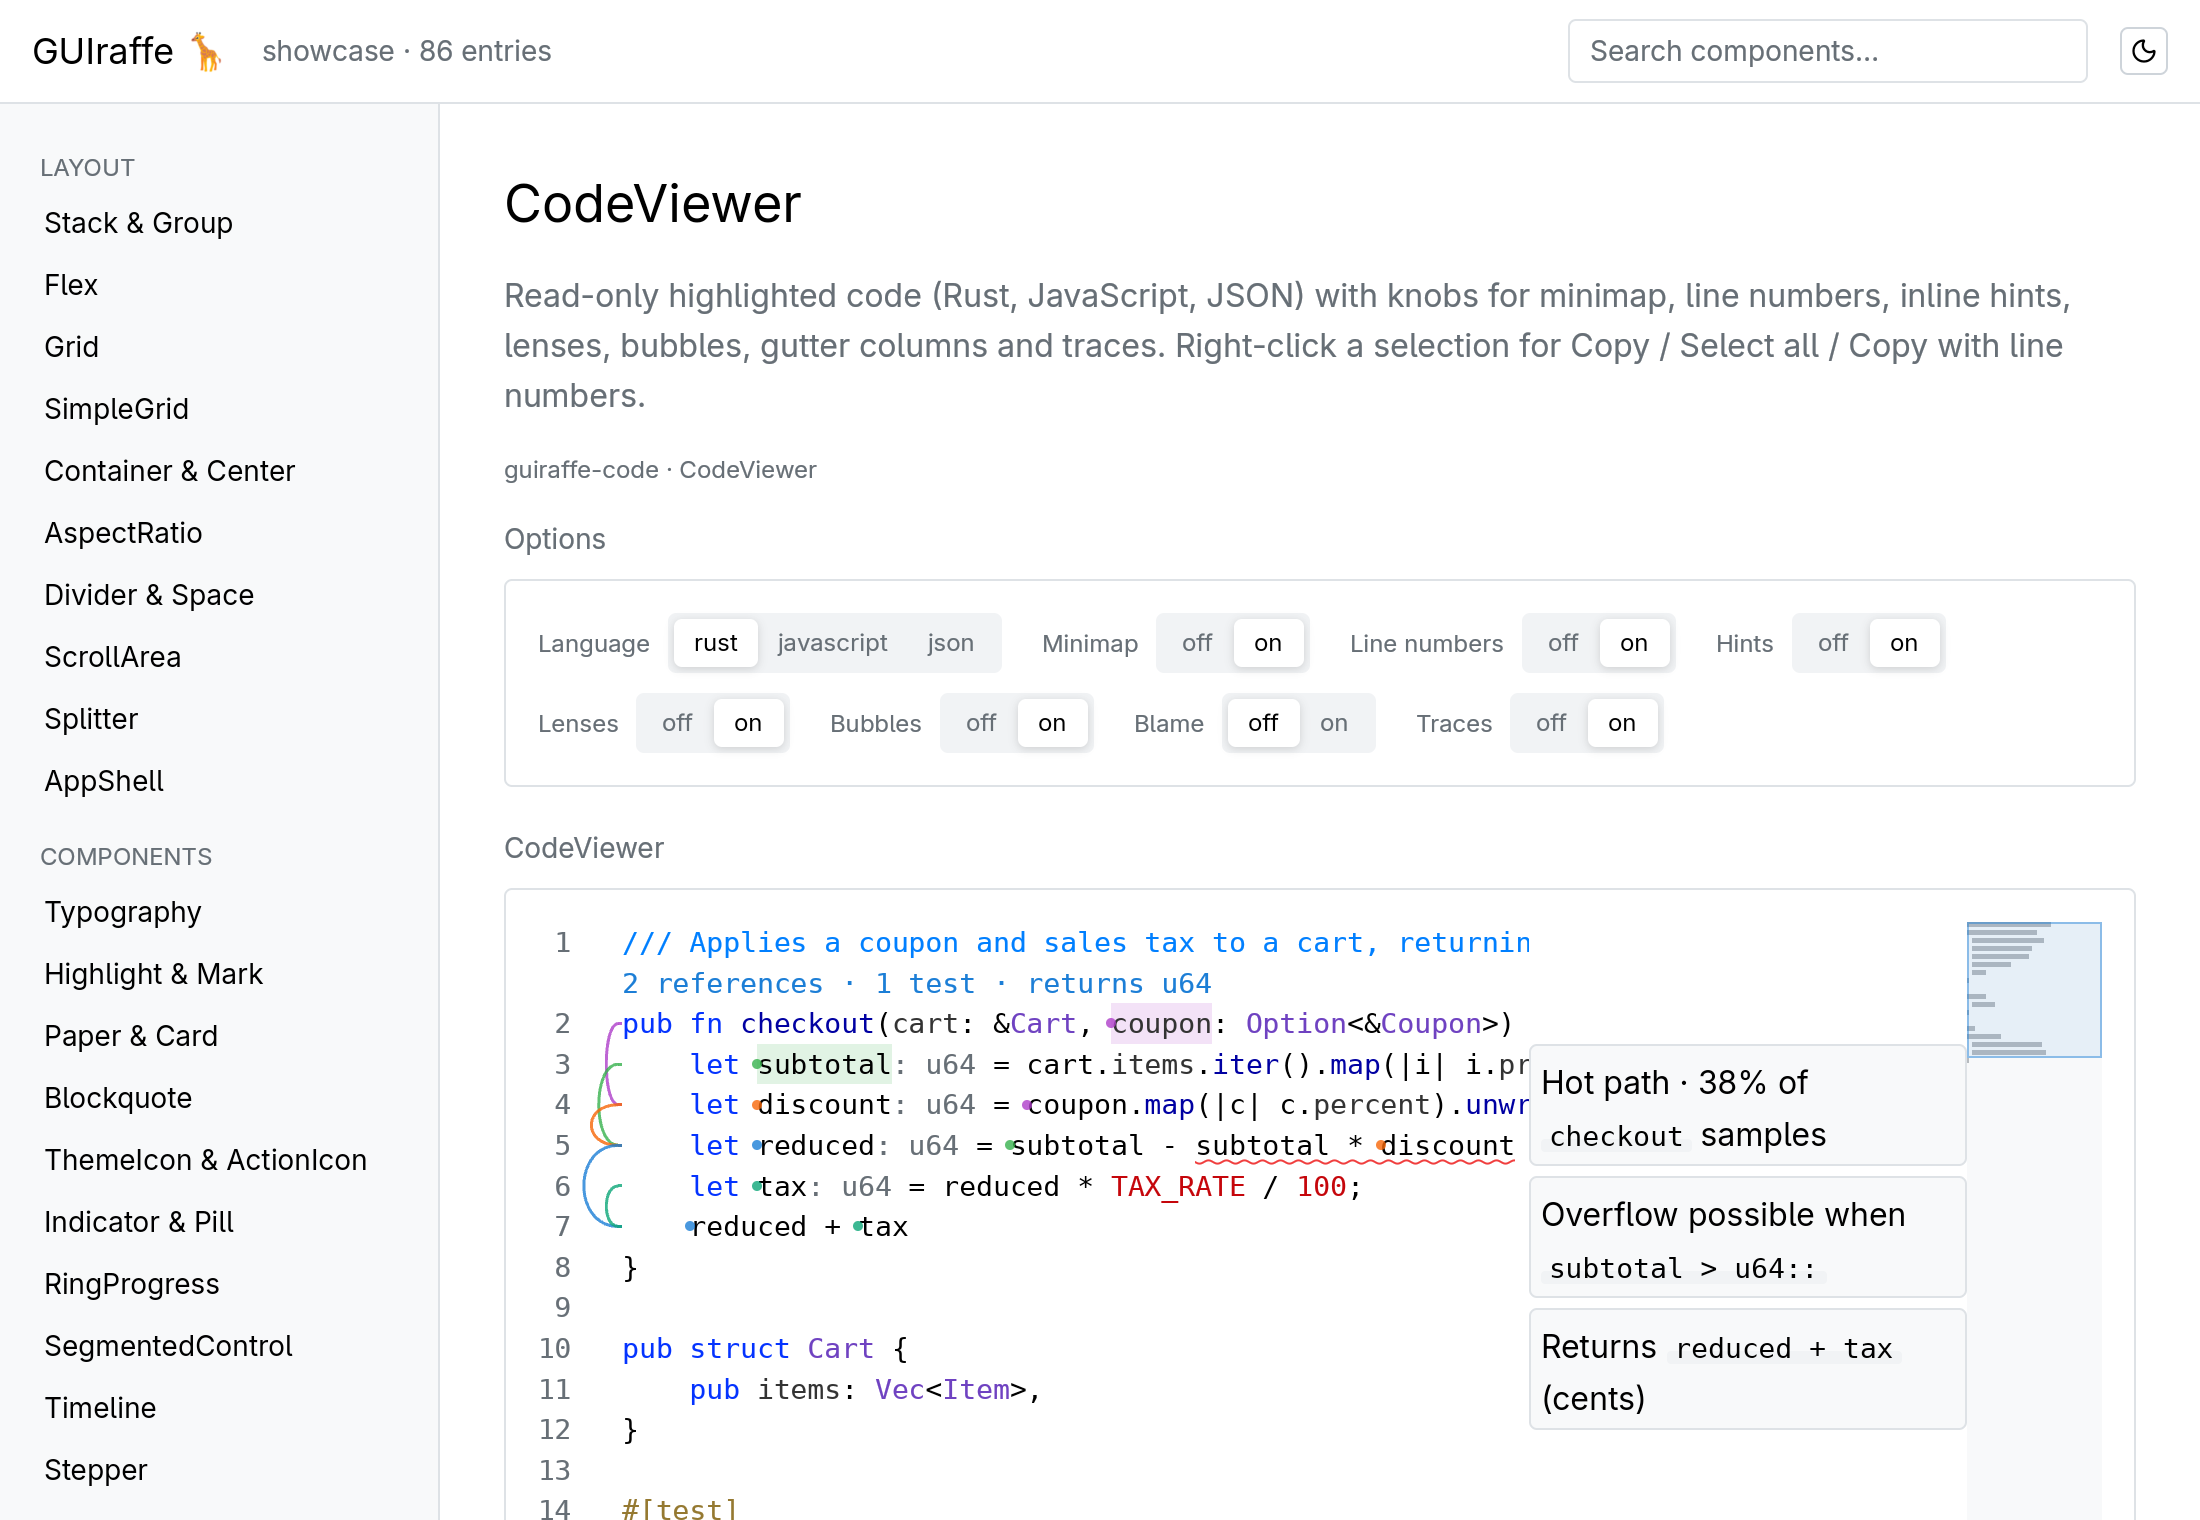 GUIraffe 🦒 showcase · 86 entries
Search components...
LAYOUT
Stack & Group
Flex
Grid
SimpleGrid
Container & Center
AspectRatio
Divider & Space
ScrollArea
Splitter
AppShell
COMPONENTS
Typography
Highlight & Mark
Paper & Card
Blockquote
ThemeIcon & ActionIcon
Indicator & Pill
RingProgress
SegmentedControl
Timeline
Stepper
CodeViewer
Read-only highlighted code (Rust, JavaScript, JSON) with knobs for minimap, line numbers, inline hints,
lenses, bubbles, gutter columns and traces. Right-click a selection for Copy / Select all / Copy with line
numbers.
guiraffe-code · CodeViewer
Options
Language rust javascript json Minimap off on Line numbers off on Hints off on
Lenses off on Bubbles off on Blame off on Traces off on
CodeViewer
1 /// Applies a coupon and sales tax to a cart, returnin
2 references · 1 test · returns u64
2 pub fn checkout(cart: &Cart, coupon: Option<&Coupon>)
3 let subtotal: u64 = cart.items.iter().map(|i| i.pr
4 let discount: u64 = coupon.map(|c| c.percent).unwr
5 let reduced: u64 = subtotal - subtotal * discount
6 let tax: u64 = reduced * TAX_RATE / 100;
7 reduced + tax
8 }
9
10 pub struct Cart {
11 pub items: Vec<Item>,
12 }
13
14 #[test]
Hot path · 38% of
checkout samples
Overflow possible when
subtotal > u64::
Returns reduced + tax
(cents)